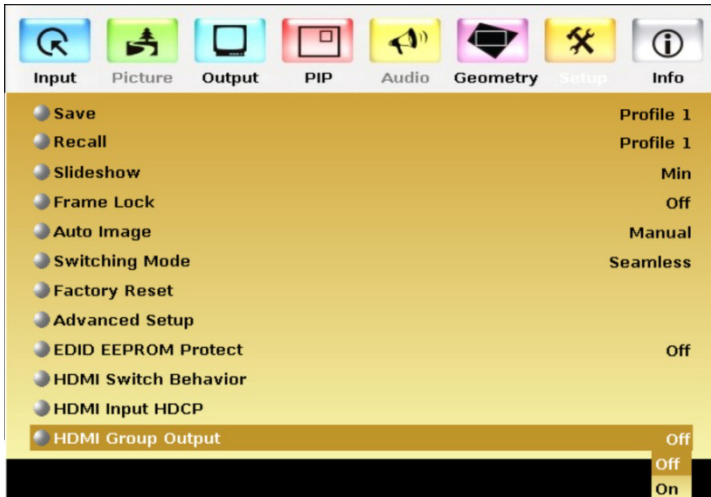 Input Picture Output PIP Audio Geometry Setup Info
Save Profile 1
Recall Profile 1
Slideshow Min
Frame Lock Off
Auto Image Manual
Switching Mode Seamless
Factory Reset
Advanced Setup
EDID EEPROM Protect Off
HDMI Switch Behavior
HDMI Input HDCP
HDMI Group Output Off
Off
On